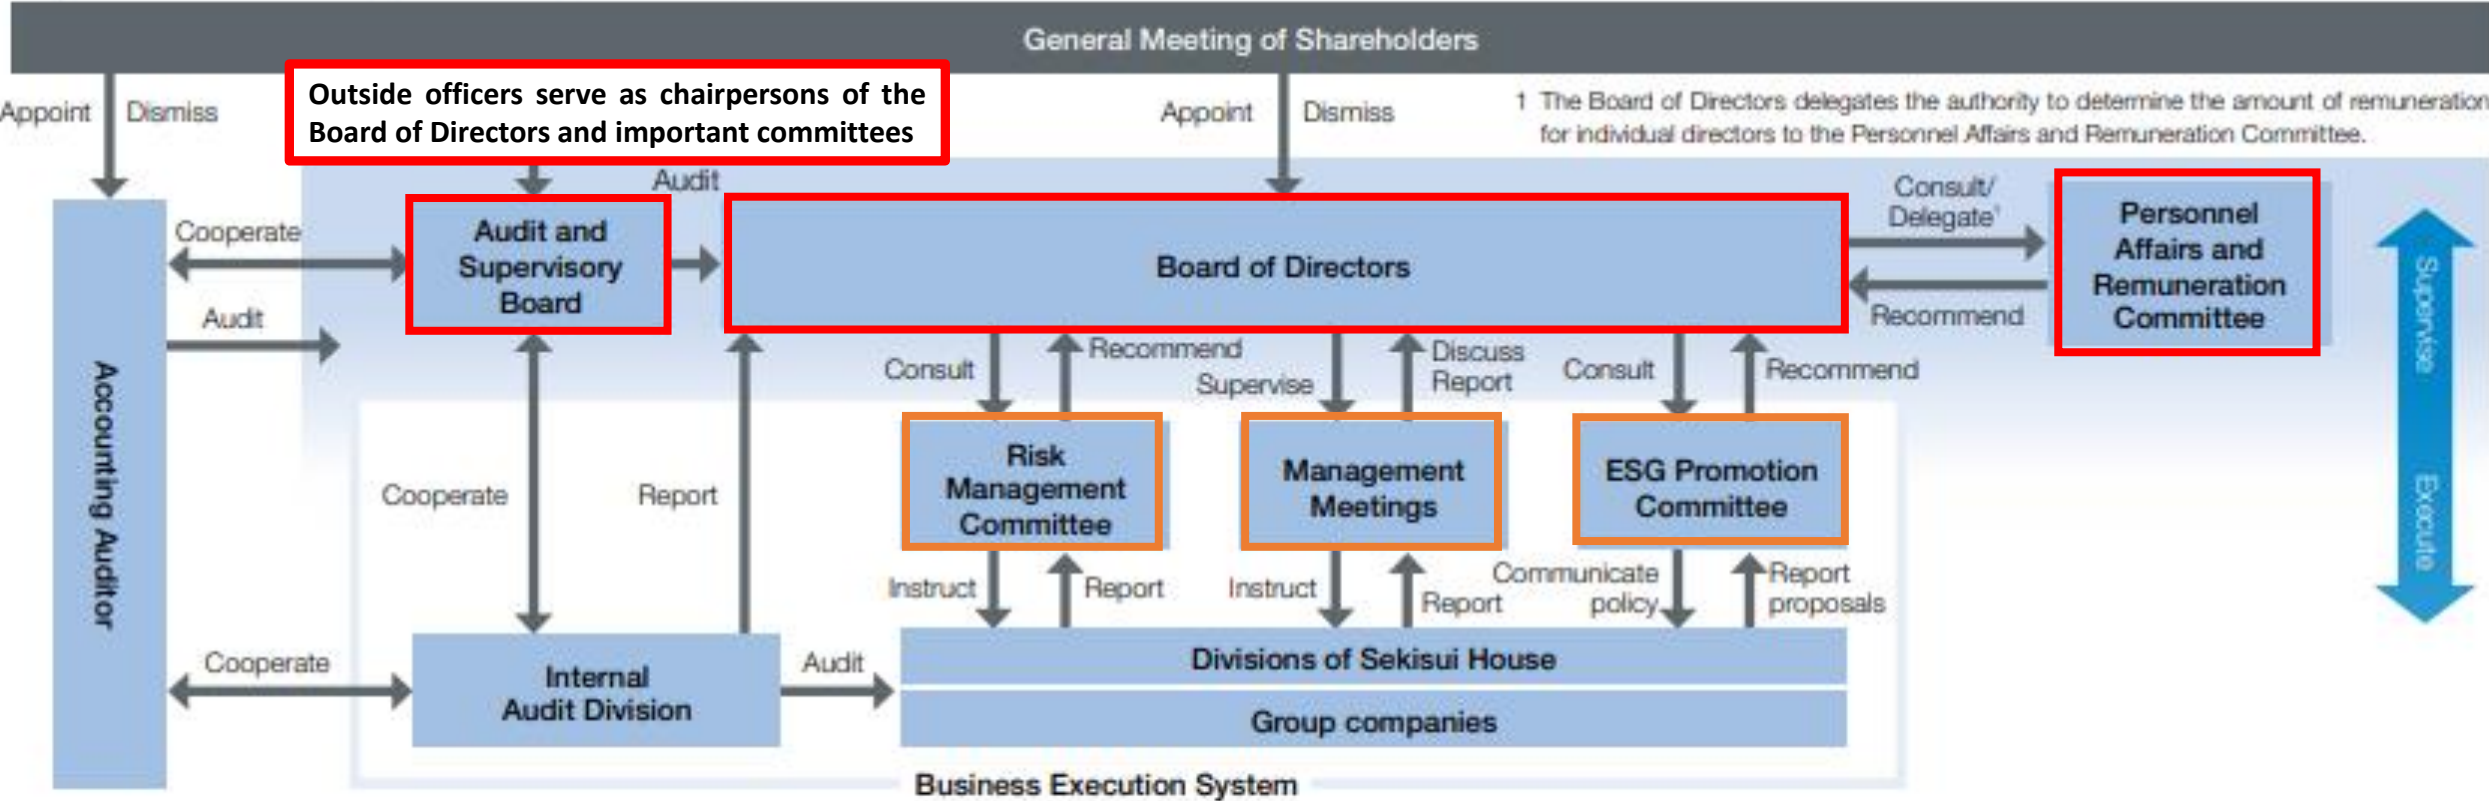 General Meeting of Shareholders
Appoint
Dismiss
Outside officers serve as chairpersons of the
Board of Directors and important committees
Appoint
Dismiss
1 The Board of Directors delegates the authority to determine the amount of remuneration
for individual directors to the Personnel Affairs and Remuneration Committee.
Audit
Cooperate
Audit and
Supervisory
Board
Board of Directors
Consult/
Delegate¹
Recommend
Personnel
Affairs and
Remuneration
Committee
Supervise
Execute
Audit
Accounting Auditor
Consult
Recommend
Supervise
Discuss
Report
Consult
Recommend
Cooperate
Report
Risk
Management
Committee
Management
Meetings
ESG Promotion
Committee
Instruct
Report
Instruct
Report
Communicate
policy
Report
proposals
Cooperate
Internal
Audit Division
Audit
Divisions of Sekisui House
Group companies
Business Execution System